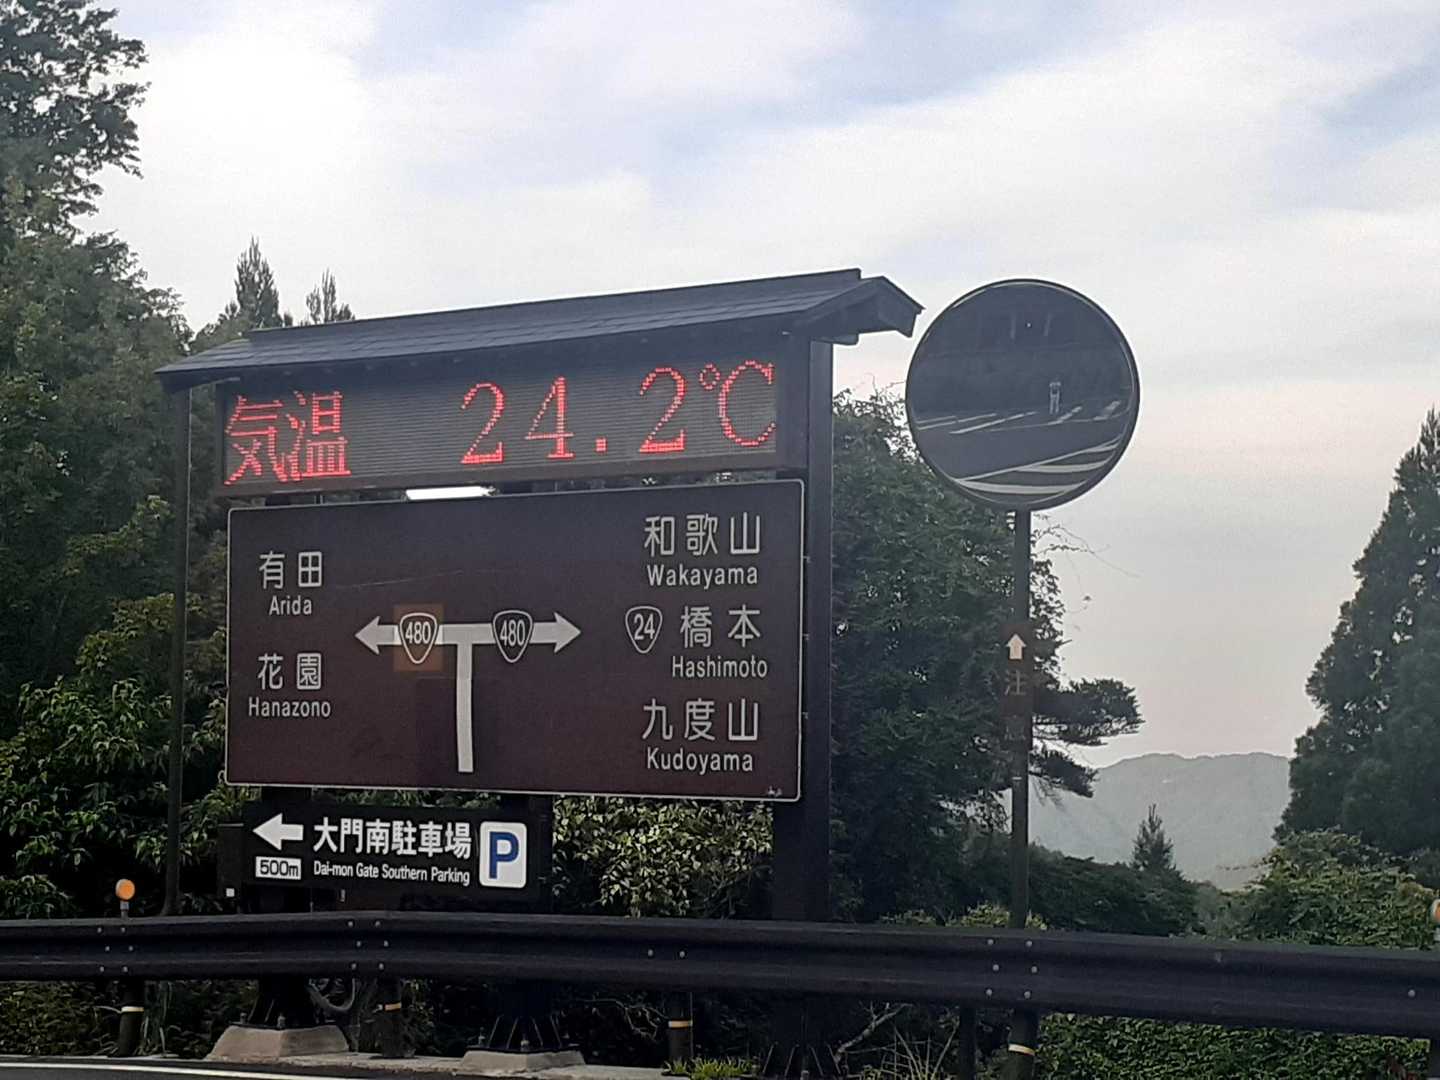 気温 24.2℃
有田
Arida
花園
Hanazono
480
480
和歌山
Wakayama
24 橋本
Hashimoto
九度山
Kudoyama
大門南駐車場 P
500m Dai-mon Gate Southern Parking
注